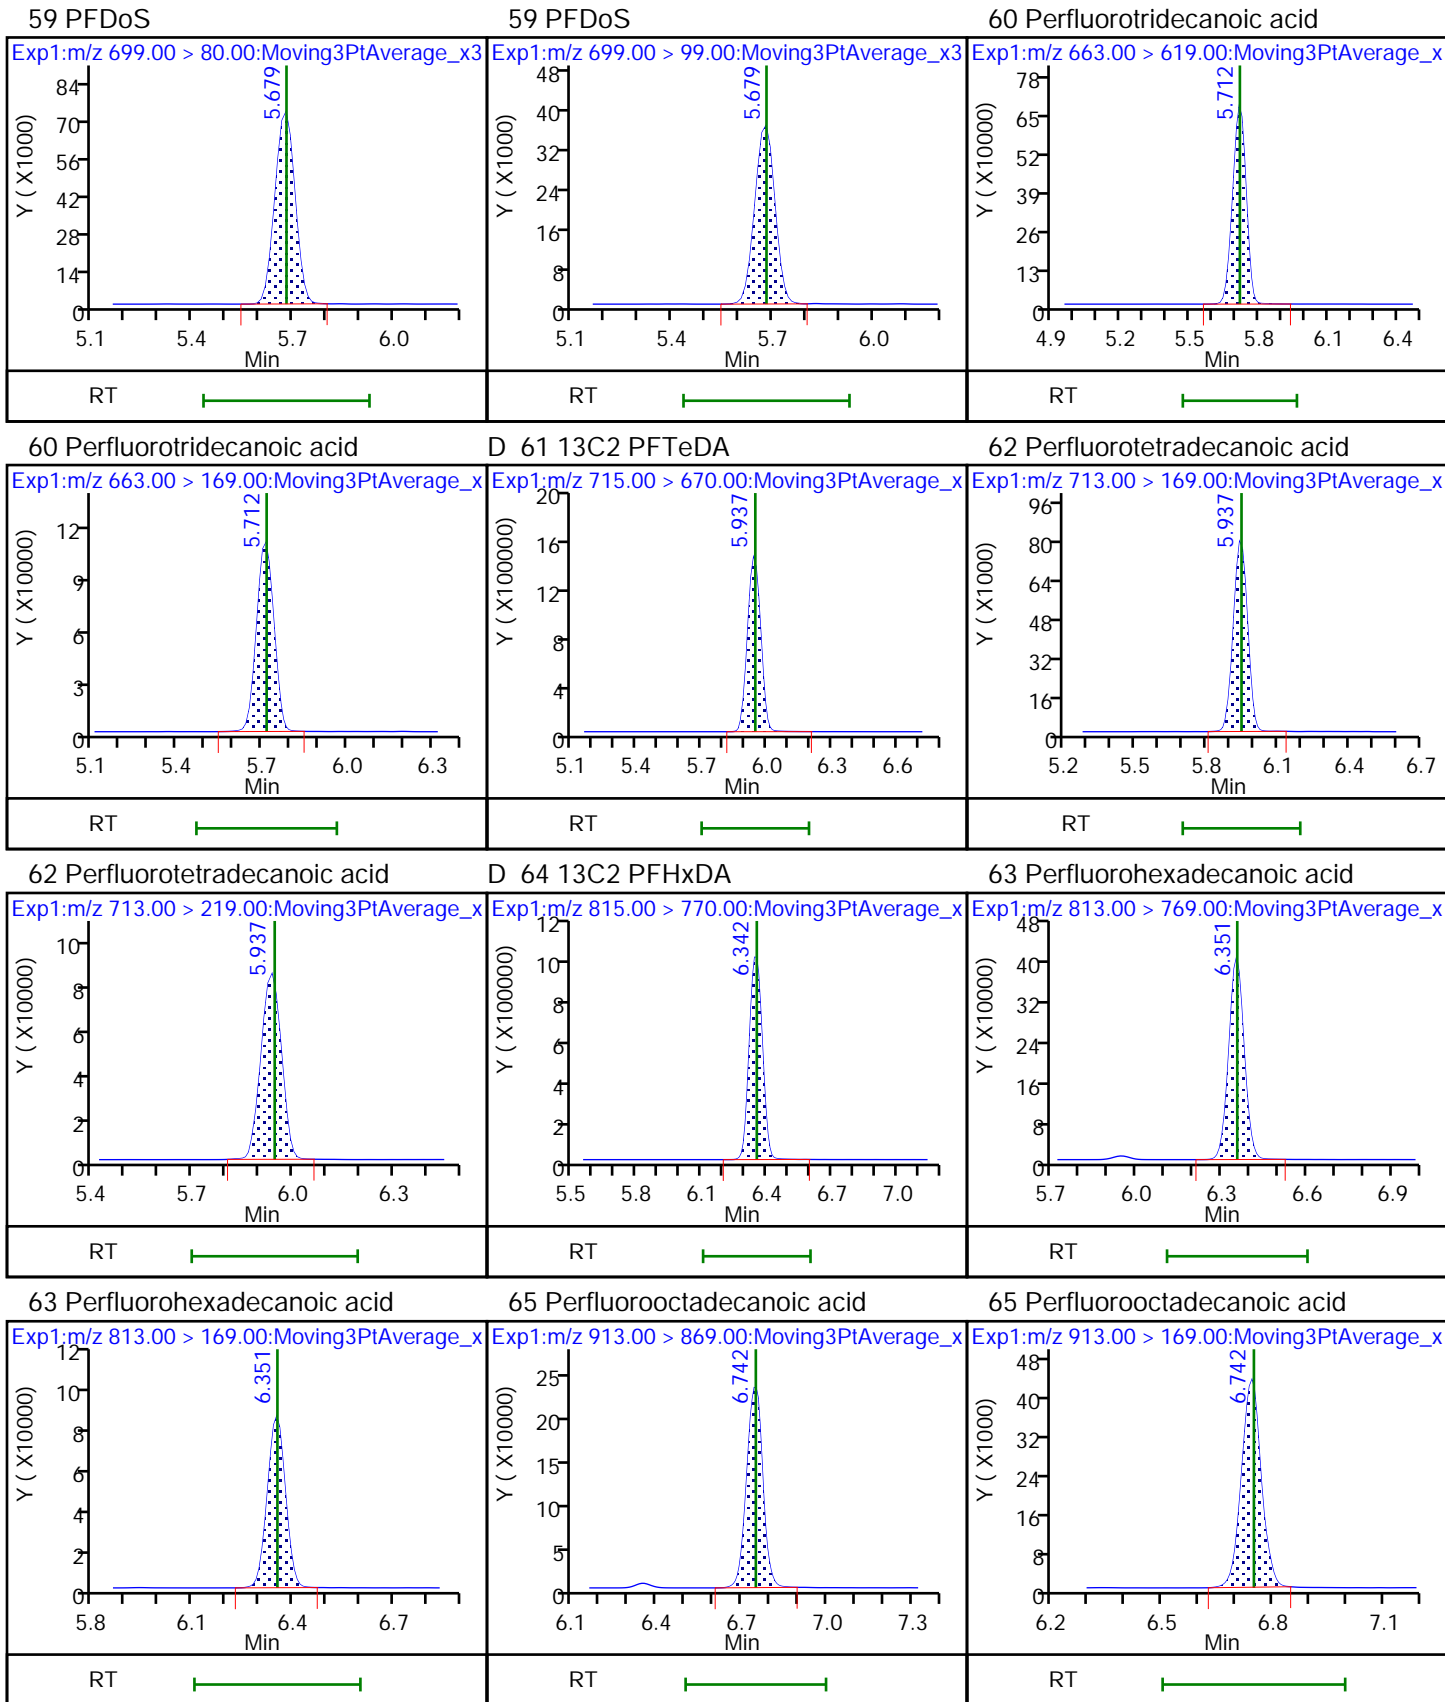 59 PFDoS
Exp1:m/z 699.00 > 80.00:Moving3PtAverage_x3
5.679
Y ( X10000)
84
70
56
42
28
14
0
5.1 5.4 5.7 6.0
Min
RT
59 PFDoS
Exp1:m/z 699.00 > 99.00:Moving3PtAverage_x3
5.679
Y ( X1000)
48
40
32
24
16
8
0
5.1 5.4 5.7 6.0
Min
RT
60 Perfluorotridecanoic acid
Exp1:m/z 663.00 > 619.00:Moving3PtAverage_x
5.712
Y ( X10000)
78
65
52
39
26
13
0
4.9 5.2 5.5 5.8 6.1 6.4
Min
RT
60 Perfluorotridecanoic acid
Exp1:m/z 663.00 > 169.00:Moving3PtAverage_x
5.712
Y ( X10000)
12
9
6
3
0
5.1 5.4 5.7 6.0 6.3
Min
RT
D 61 13C2 PFTeDA
Exp1:m/z 715.00 > 670.00:Moving3PtAverage_x
5.937
Y ( X100000)
20
16
12
8
4
0
5.1 5.4 5.7 6.0 6.3 6.6
Min
RT
62 Perfluorotetradecanoic acid
Exp1:m/z 713.00 > 169.00:Moving3PtAverage_x
5.937
Y ( X1000)
96
80
64
48
32
16
0
5.2 5.5 5.8 6.1 6.4 6.7
Min
RT
62 Perfluorotetradecanoic acid
Exp1:m/z 713.00 > 219.00:Moving3PtAverage_x
5.937
Y ( X10000)
10
8
6
4
2
0
5.4 5.7 6.0 6.3
Min
RT
D 64 13C2 PFHxDA
Exp1:m/z 815.00 > 770.00:Moving3PtAverage_x
6.342
Y ( X100000)
12
10
8
6
4
2
0
5.5 5.8 6.1 6.4 6.7 7.0
Min
RT
63 Perfluorohexadecanoic acid
Exp1:m/z 813.00 > 769.00:Moving3PtAverage_x
6.351
Y ( X10000)
48
40
32
24
16
8
0
5.7 6.0 6.3 6.6 6.9
Min
RT
63 Perfluorohexadecanoic acid
Exp1:m/z 813.00 > 169.00:Moving3PtAverage_x
6.351
Y ( X10000)
12
10
8
6
4
2
0
5.8 6.1 6.4 6.7
Min
RT
65 Perfluorooctadecanoic acid
Exp1:m/z 913.00 > 869.00:Moving3PtAverage_x
6.742
Y ( X10000)
25
20
15
10
5
0
6.1 6.4 6.7 7.0 7.3
Min
RT
65 Perfluorooctadecanoic acid
Exp1:m/z 913.00 > 169.00:Moving3PtAverage_x
6.742
Y ( X1000)
48
40
32
24
16
8
0
6.2 6.5 6.8 7.1
Min
RT